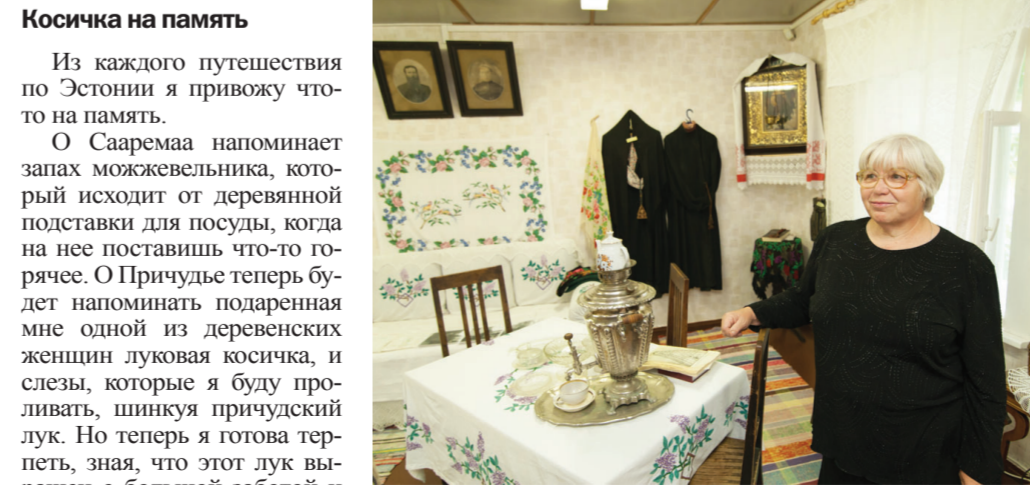 Косичка на память
Из каждого путешествия
по Эстонии я привожу что-
то на память.
О Сааремаа напоминает
запах можжевельника, кото-
рый исходит от деревянной
подставки для посуды, когда
на нее поставишь что-то го-
рячее. О Причудье теперь бу-
дет напоминать подаренная
мне одной из деревенских
женщин луковая косичка, и
слезы, которые я буду про-
ливать, шинкуя причудский
лук. Но теперь я готова тер-
петь, зная, что этот лук вы-